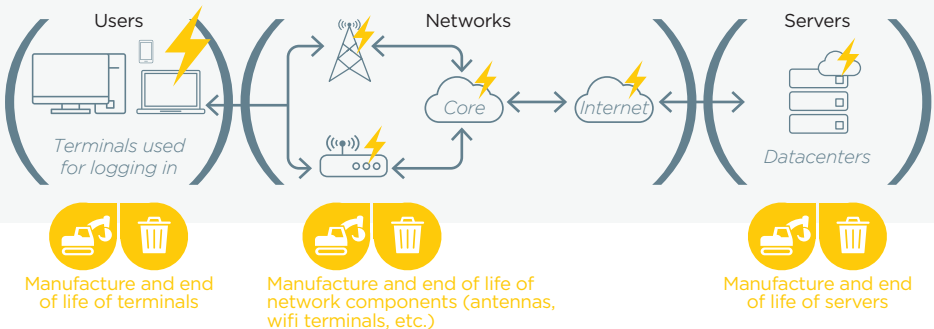 Users
Networks
Servers
Core
Internet
Terminals used
for logging in
Datacenters
Manufacture and end
of life of terminals
Manufacture and end of life of
network components (antennas,
wifi terminals, etc.)
Manufacture and end
of life of servers